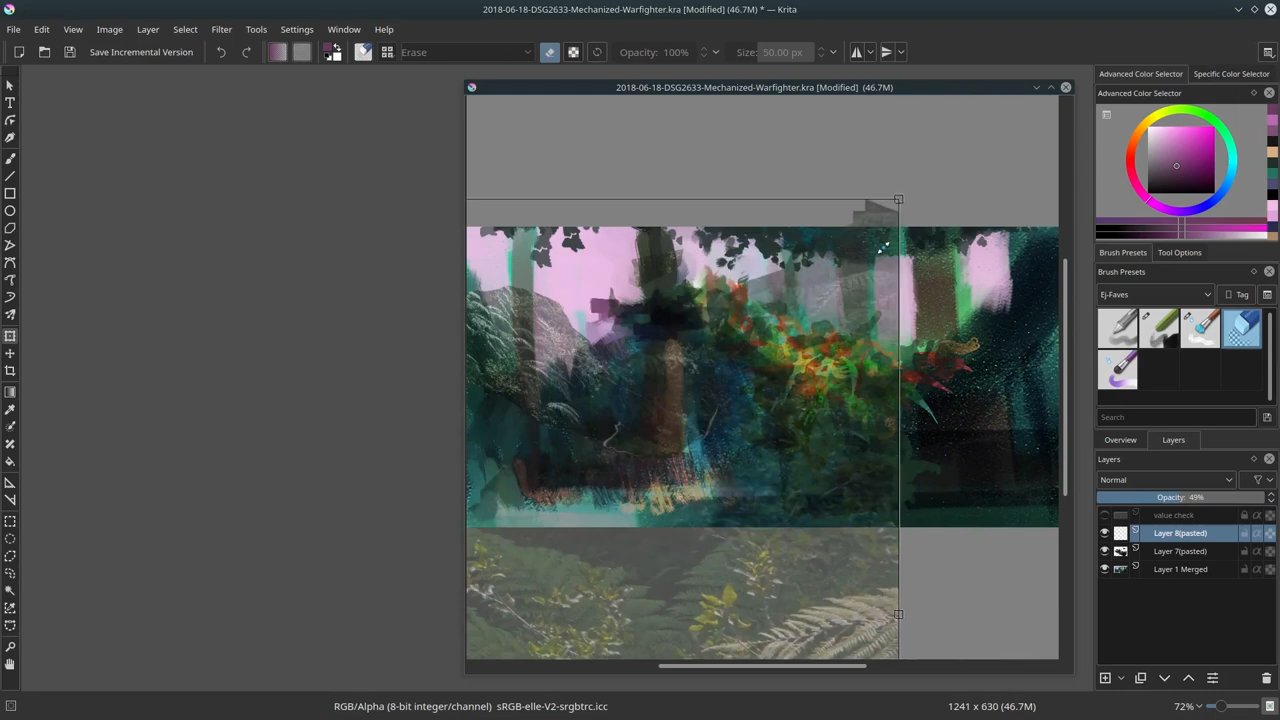 2018-06-18-DSG2633-Mechanized-Warfighter.kra [Modified] (46.7M) * — Krita
File Edit View Image Layer Select Filter Tools Settings Window Help
Save Incremental Version Erase Opacity: 100% Size: 50.00 px
2018-06-18-DSG2633-Mechanized-Warfighter.kra [Modified] (46.7M)
Advanced Color Selector Specific Color Selector
Advanced Color Selector
Brush Presets Tool Options
Brush Presets
Ej-Faves Tag
Search
Overview Layers
Layers
Normal
Opacity: 49%
value check
Layer 8(pasted)
Layer 7(pasted)
Layer 1 Merged
RGB/Alpha (8-bit integer/channel) sRGB-elle-V2-srgbtrc.icc 1241 x 630 (46.7M) 72%